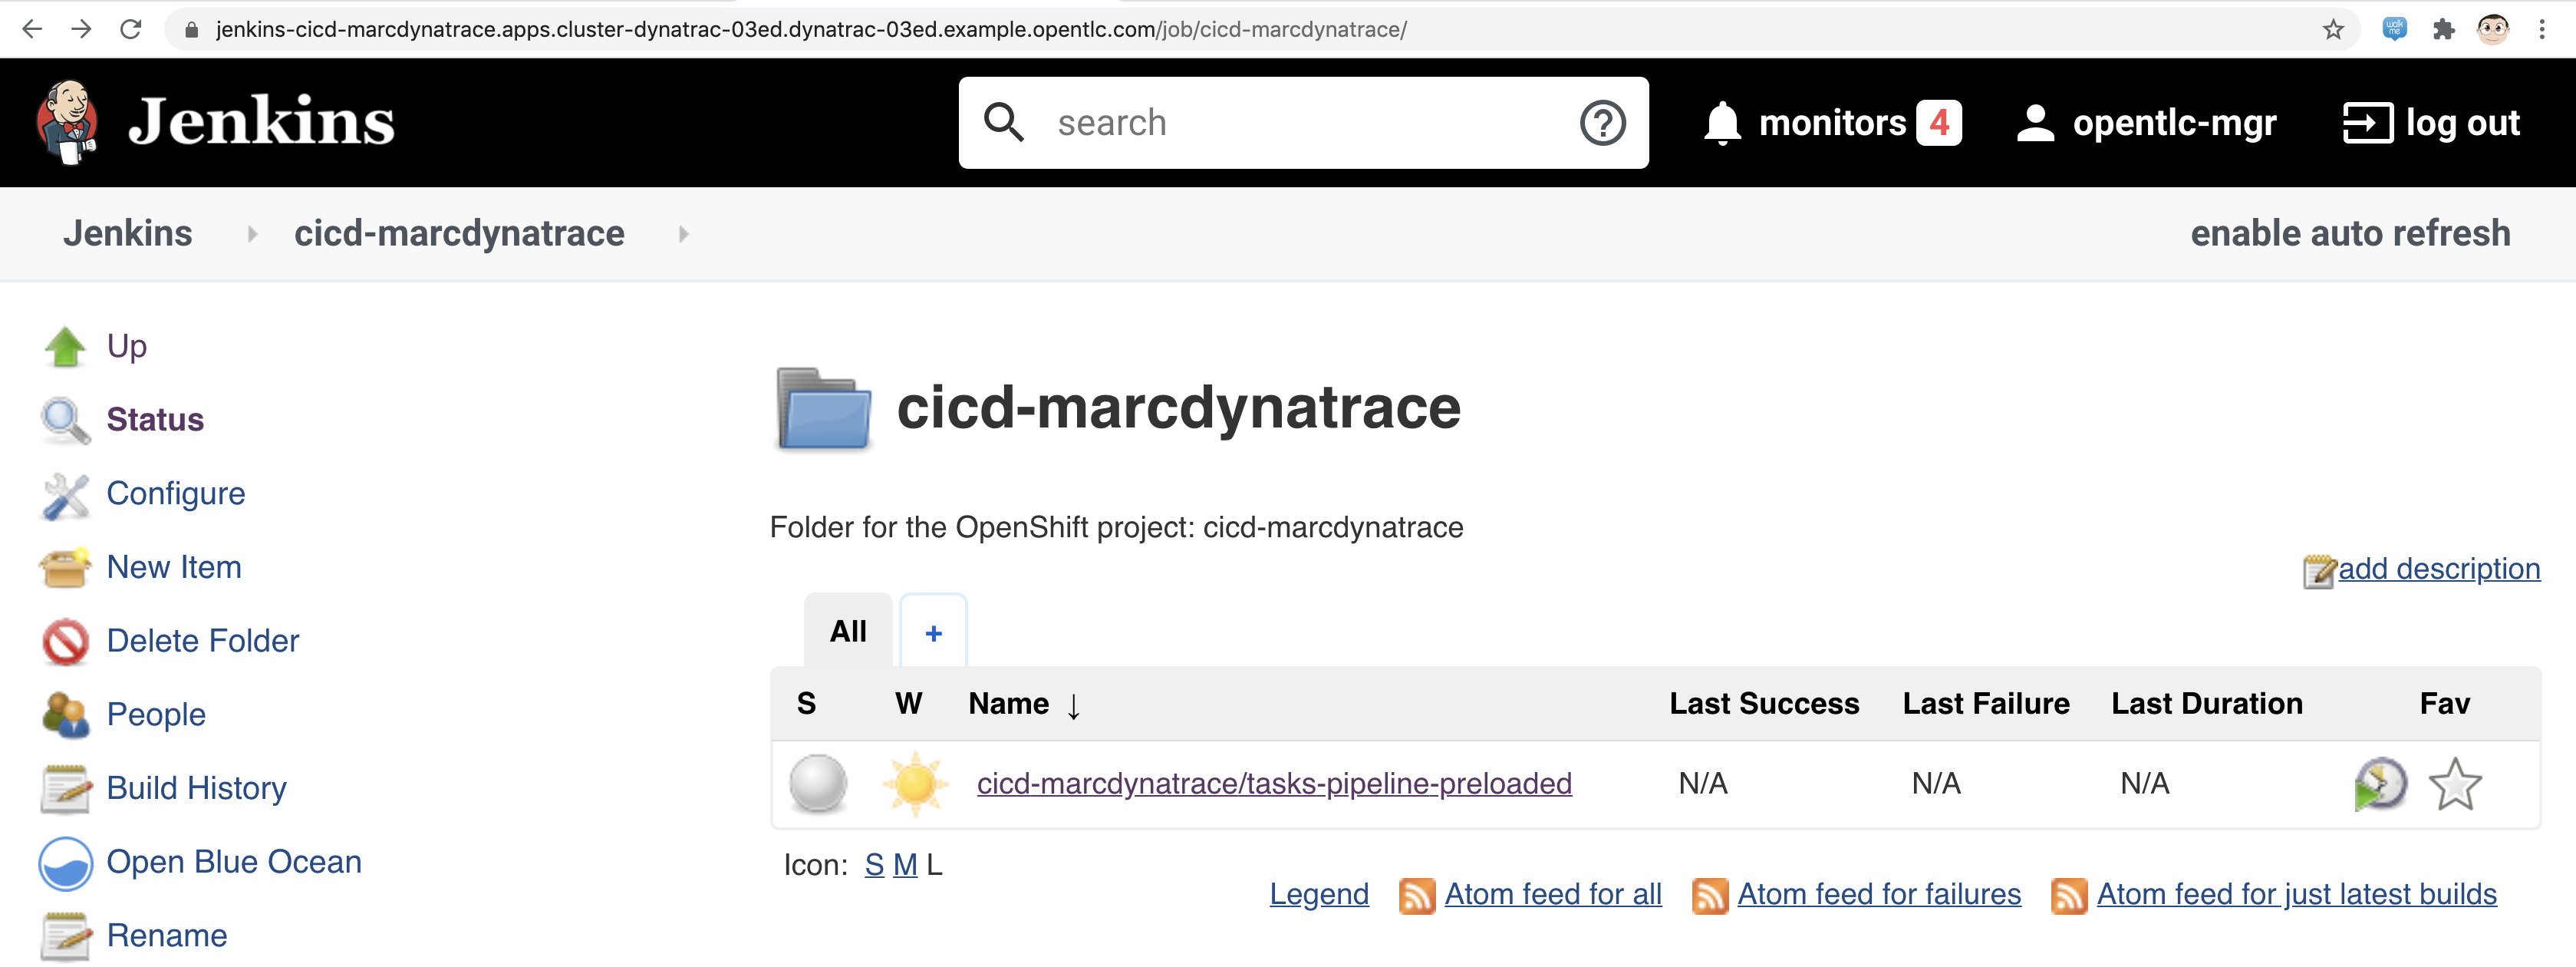 jenkins-cicd-marcdynatrace.apps.cluster-dynatrac-03ed.dynatrac-03ed.example.opentlc.com/job/cicd-marcdynatrace/
wolk me
Jenkins
search
?
monitors 4
opentlc-mgr
log out
Jenkins
cicd-marcdynatrace
enable auto refresh
Up
Status
Configure
New Item
Delete Folder
People
Build History
Open Blue Ocean
Rename
cicd-marcdynatrace
Folder for the OpenShift project: cicd-marcdynatrace
add description
All +
S W Name ↓ Last Success Last Failure Last Duration Fav
cicd-marcdynatrace/tasks-pipeline-preloaded N/A N/A N/A
Icon: S M L
Legend Atom feed for all Atom feed for failures Atom feed for just latest builds